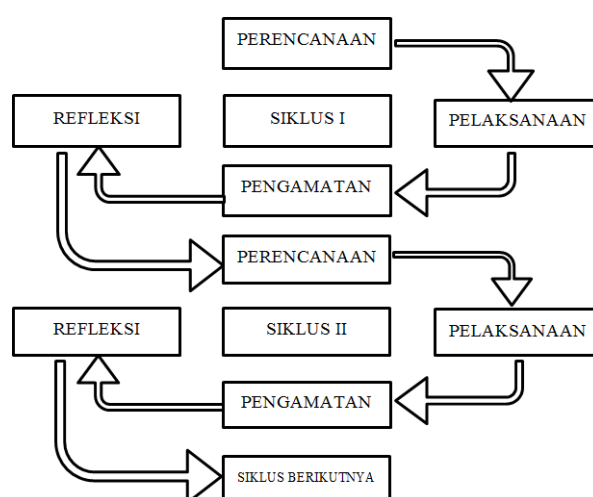 PERENCANAAN
REFLEKSI
SIKLUS I
PELAKSANAAN
PENGAMATAN
PERENCANAAN
REFLEKSI
SIKLUS II
PELAKSANAAN
PENGAMATAN
SIKLUS BERIKUTNYA